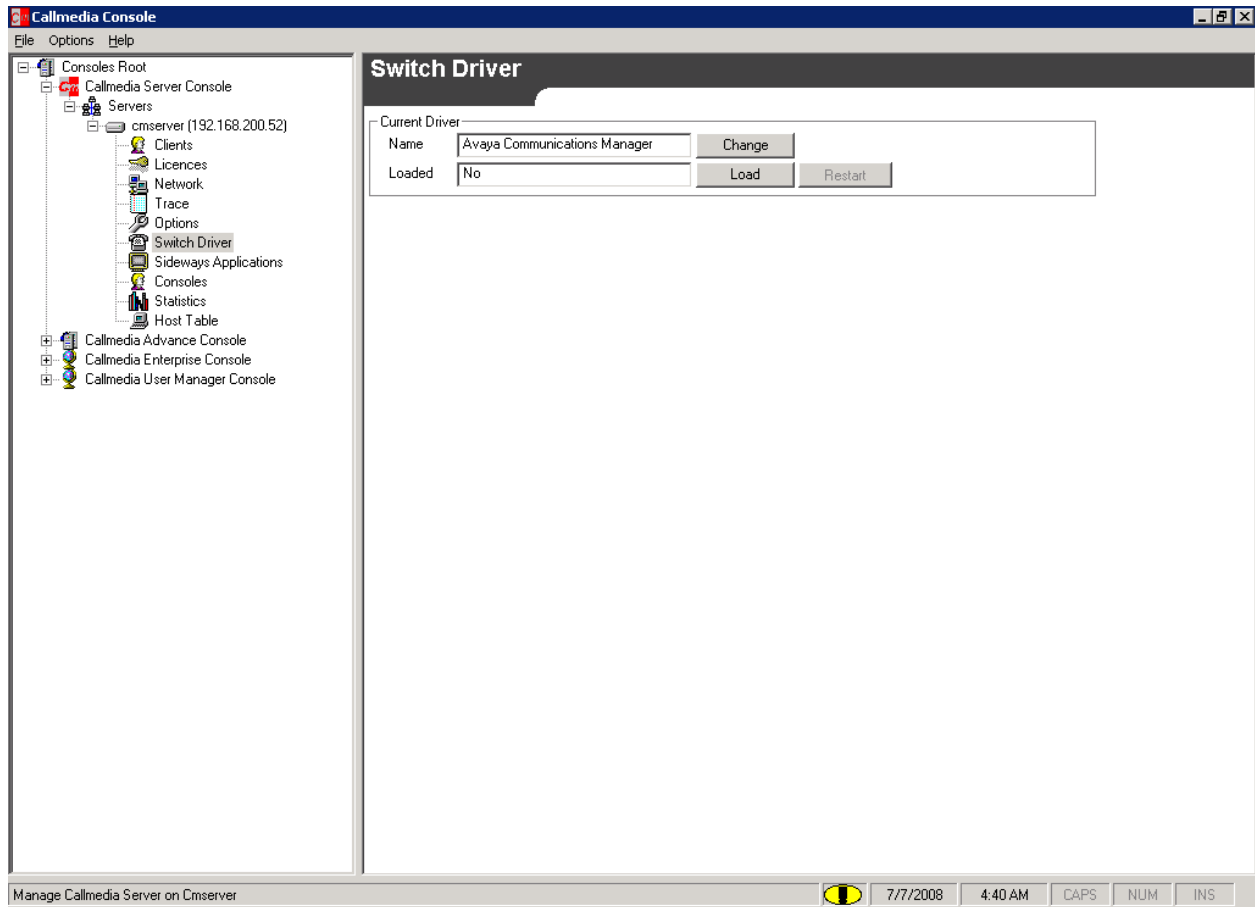 Callmedia Console
File Options Help
Consoles Root
Callmedia Server Console
Servers
cmserver (192.168.200.52)
Clients
Licences
Network
Trace
Options
Switch Driver
Sideways Applications
Consoles
Statistics
Host Table
Callmedia Advance Console
Callmedia Enterprise Console
Callmedia User Manager Console
Switch Driver
Current Driver
Name Avaya Communications Manager Change
Loaded No Load Restart
Manage Callmedia Server on Cmserver 7/7/2008 4:40 AM CAPS NUM INS